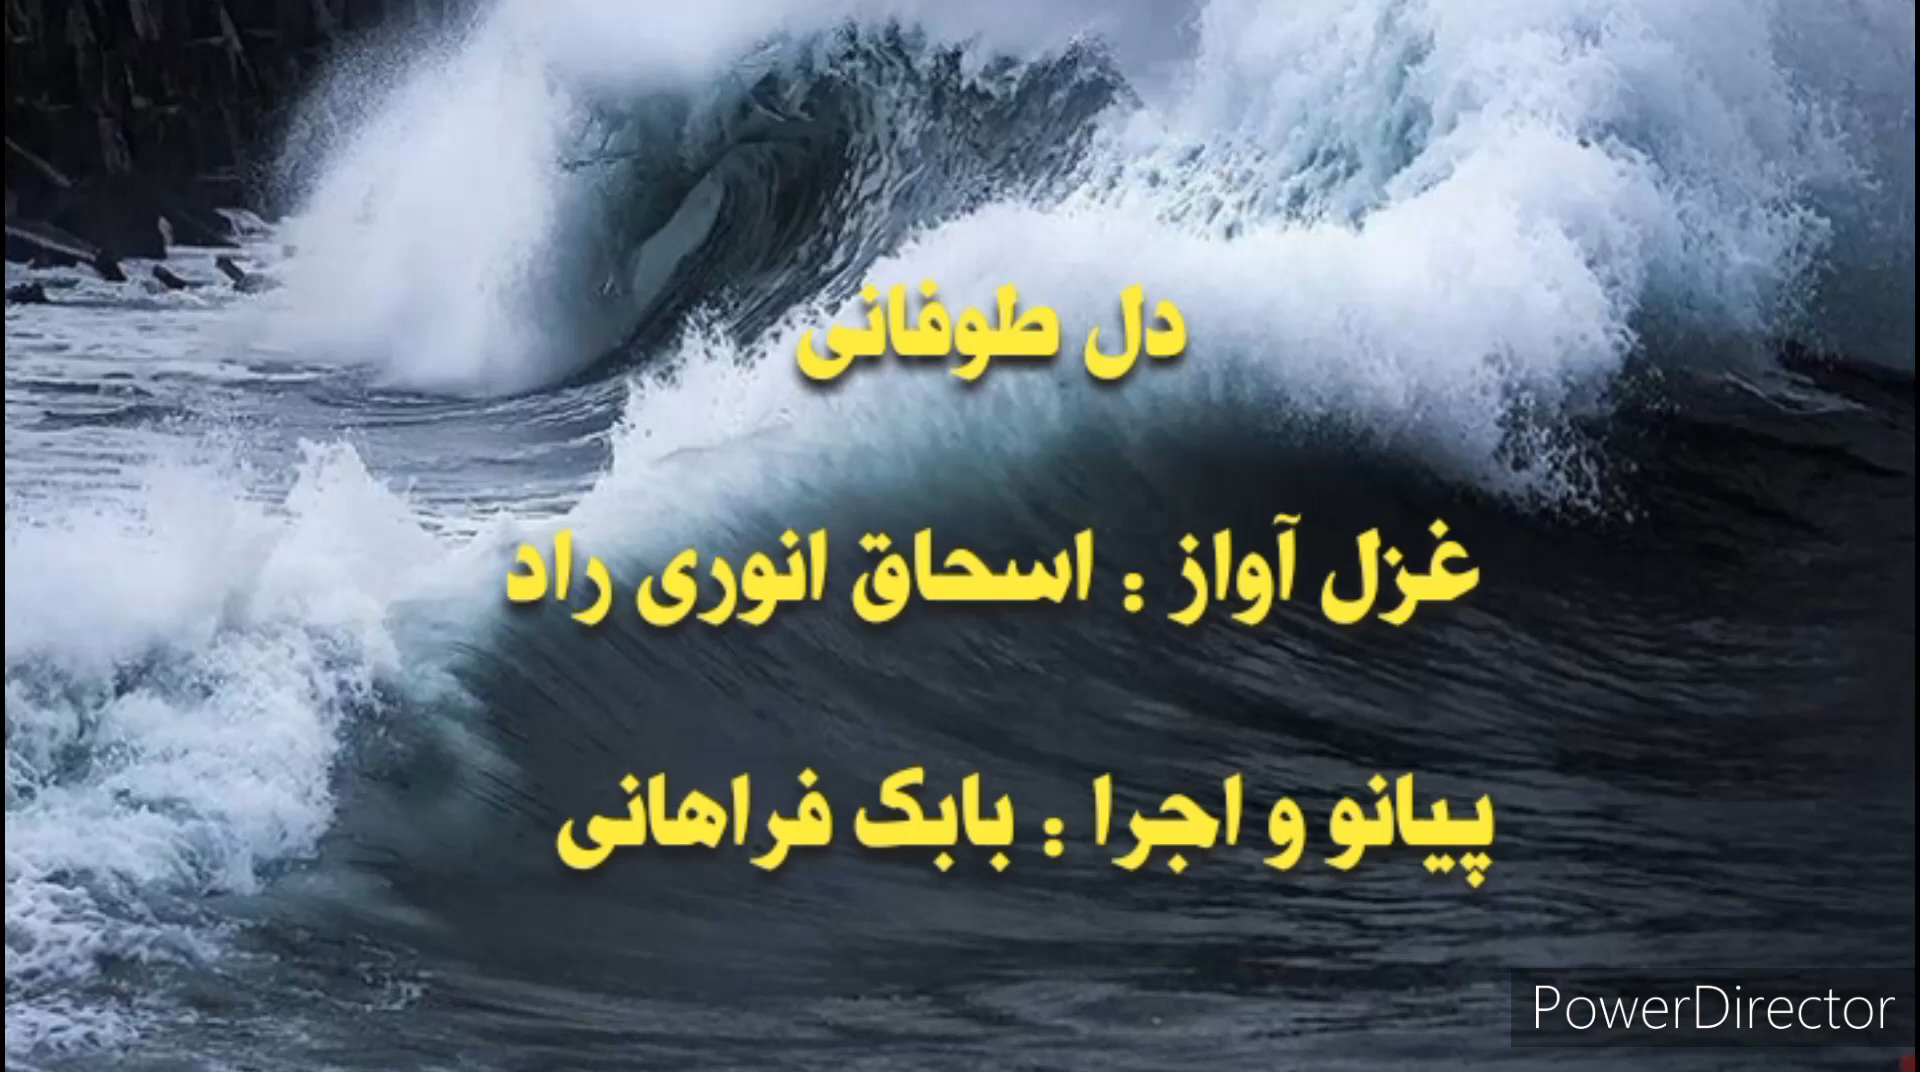 دل طوفانی
غزل آواز : اسحاق انوری راد
پیانو و اجرا : بابک فراهانی
PowerDirector